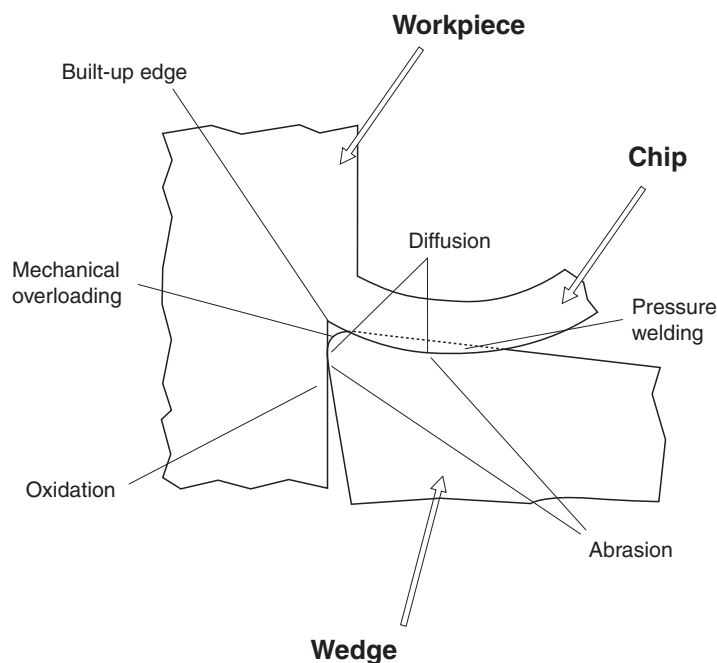 Workpiece
Built-up edge
Chip
Diffusion
Mechanical
overloading
Pressure
welding
Oxidation
Abrasion
Wedge